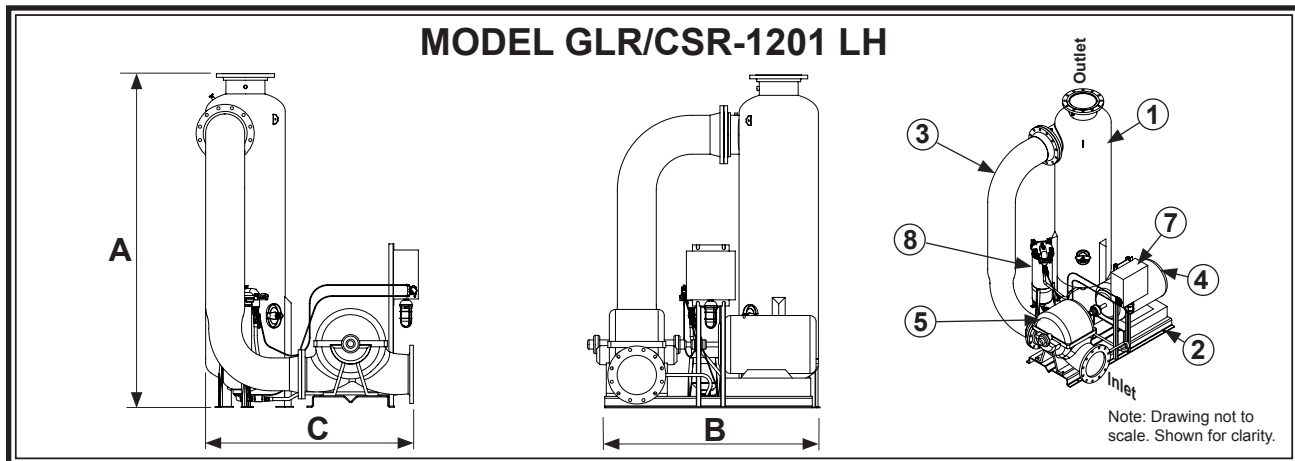 MODEL GLR/CSR-1201 LH
A
C
B
Outlet
1
3
7
8
4
5
2
Inlet
Note: Drawing not to
scale. Shown for clarity.